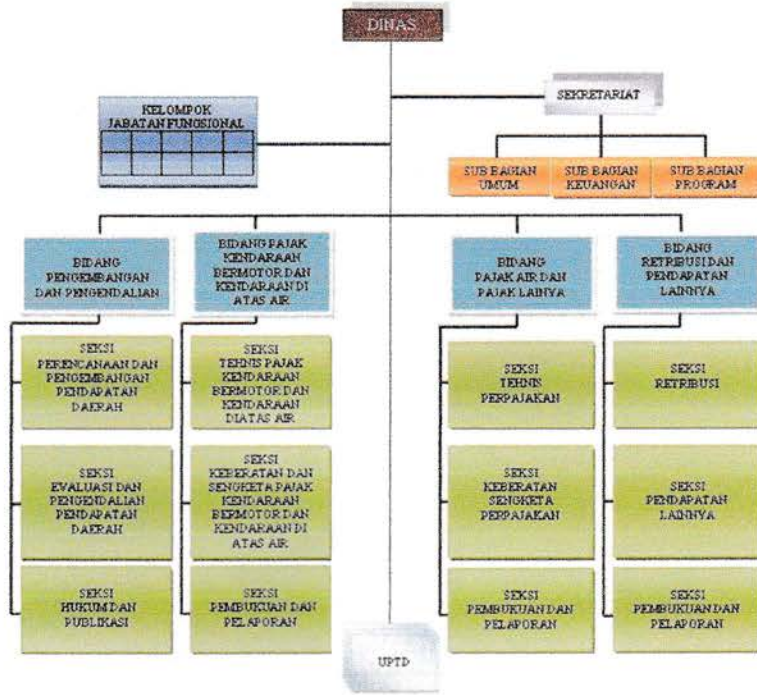 DINAS
SEKRETARIAT
KELOMPOK
JABATAN FUNGSIONAL
SUB BAGIAN
UMUM
SUB BAGIAN
KEUANGAN
SUB BAGIAN
PROGRAM
BIDANG
PENGEMBANGAN
DAN PENGENDALIAN
BIDANG PAJAK
KENDARAAN
BERMOTOR DAN
KENDARAAN DI
ATAS AIR
BIDANG
PAJAK AIR DAN
PAJAK LAINYA
BIDANG
RETRIBUSI DAN
PENDAPATAN
LAINNYA
SEKSI
PERENCANAAN DAN
PENGEMBANGAN
PENDAPATAN
DAERAH
SEKSI
TEHNIS PAJAK
KENDARAAN
BERMOTOR DAN
KENDARAAN
DIATAS AIR
SEKSI
TEHNIS
PERPAJAKAN
SEKSI
RETRIBUSI
SEKSI
EVALUASI DAN
PENGENDALIAN
PENDAPATAN
DAERAH
SEKSI
KEBERATAN DAN
SENGKETA PAJAK
KENDARAAN
BERMOTOR DAN
KENDARAAN DI
ATAS AIR
SEKSI
KEBERATAN
SENGKETA
PERPAJAKAN
SEKSI
PENDAPATAN
LAINNYA
SEKSI
HUKUM DAN
PUBLIKASI
SEKSI
PEMBUKUAN DAN
PELAPORAN
SEKSI
PEMBUKUAN DAN
PELAPORAN
SEKSI
PEMBUKUAN DAN
PELAPORAN
UPTD